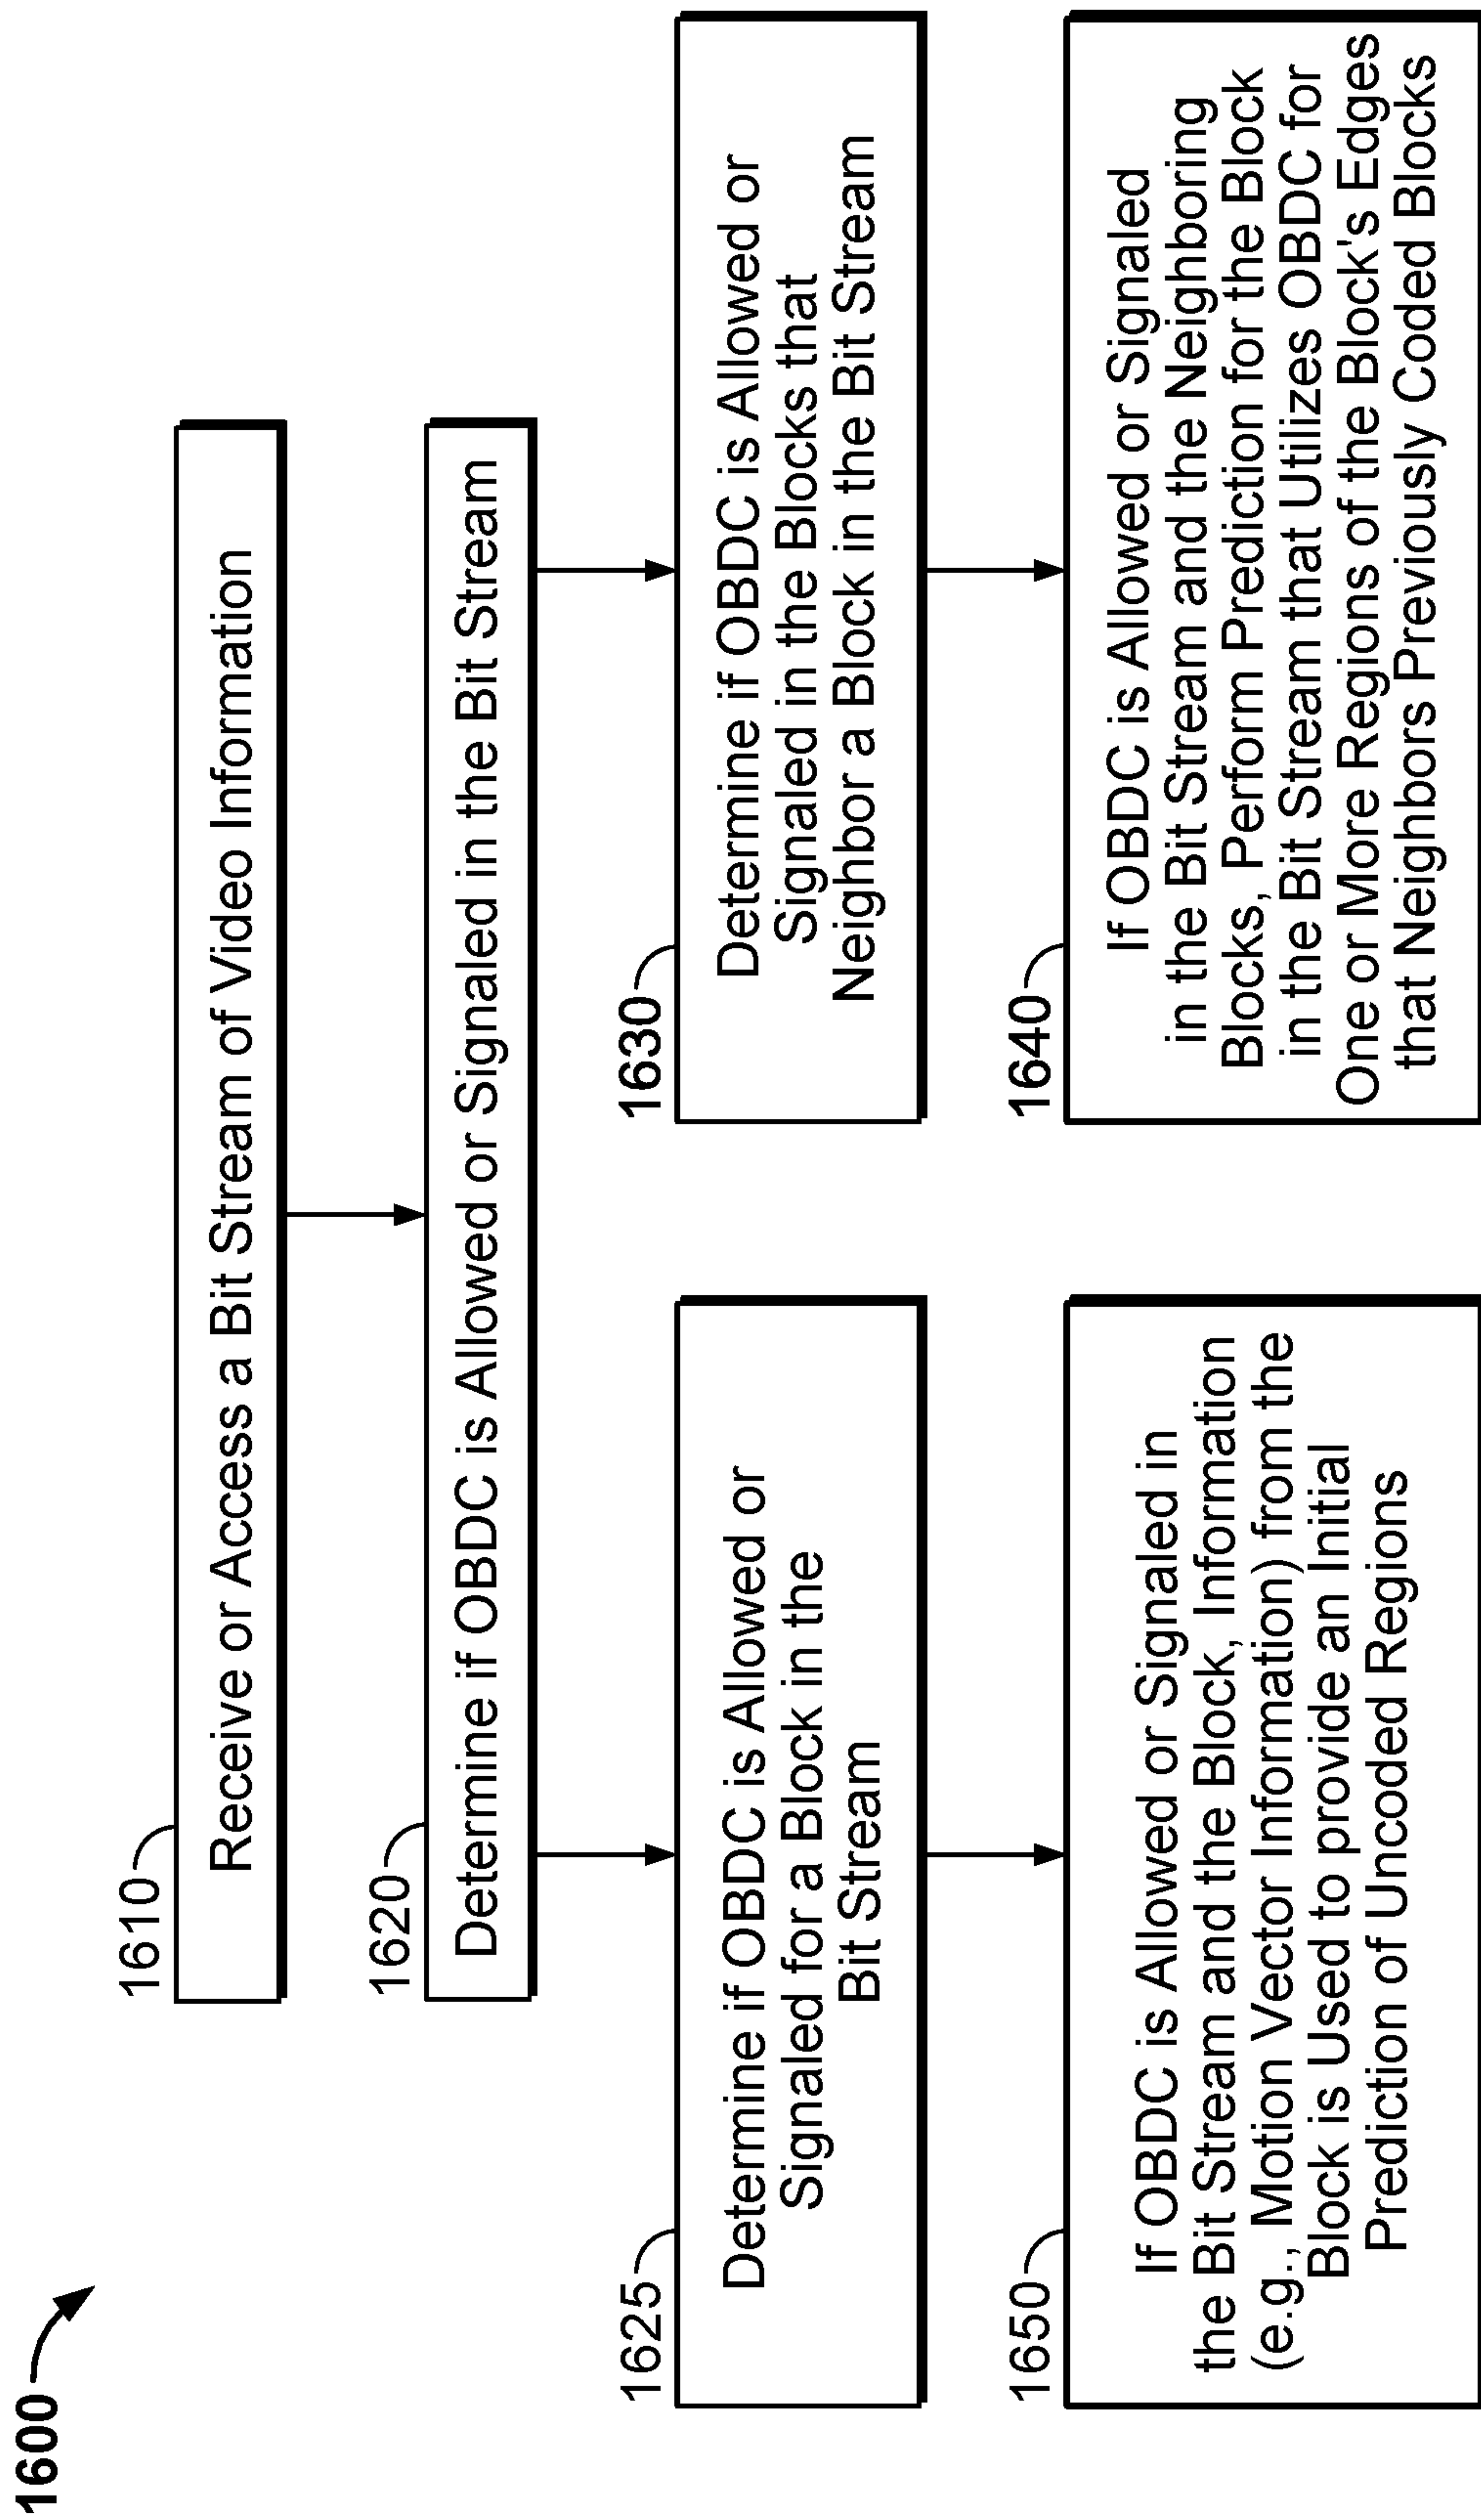 1600
1610
Receive or Access a Bit Stream of Video Information
1620
Determine if OBDC is Allowed or Signaled in the Bit Stream
1625
Determine if OBDC is Allowed or
Signaled for a Block in the
Bit Stream
1630
Determine if OBDC is Allowed or
Signaled in the Blocks that
Neighbor a Block in the Bit Stream
1650
If OBDC is Allowed or Signaled in
the Bit Stream and the Block, Information
(e.g., Motion Vector Information) from the
Block is Used to provide an Initial
Prediction of Uncoded Regions
1640
If OBDC is Allowed or Signaled
in the Bit Stream and the Neighboring
Blocks, Perform Prediction for the Block
in the Bit Stream that Utilizes OBDC for
One or More Regions of the Block's Edges
that Neighbors Previously Coded Blocks